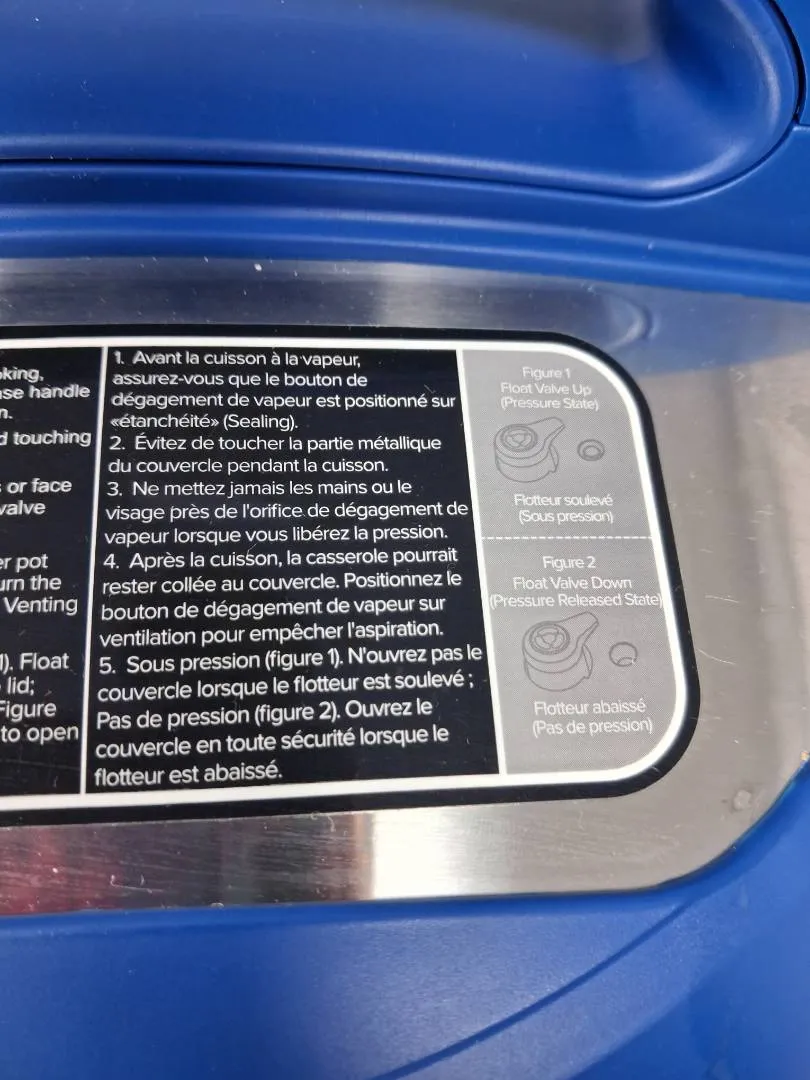 king,
se handle
n.
d touching
or face
valve
er pot
urn the
Venting
1). Float
lid;
Figure
to open
1. Avant la cuisson à la vapeur,
assurez-vous que le bouton de
dégagement de vapeur est positionné sur
«étanchéité» (Sealing).
2. Évitez de toucher la partie métallique
du couvercle pendant la cuisson.
3. Ne mettez jamais les mains ou le
visage près de l'orifice de dégagement de
vapeur lorsque vous libérez la pression.
4. Après la cuisson, la casserole pourrait
rester collée au couvercle. Positionnez le
bouton de dégagement de vapeur sur
ventilation pour empêcher l'aspiration.
5. Sous pression (figure 1). N'ouvrez pas le
couvercle lorsque le flotteur est soulevé ;
Pas de pression (figure 2). Ouvrez le
couvercle en toute sécurité lorsque le
flotteur est abaissé.
Figure 1
Float Valve Up
(Pressure State)
Flotteur soulevé
(Sous pression)
Figure 2
Float Valve Down
(Pressure Released State)
Flotteur abaissé
(Pas de pression)